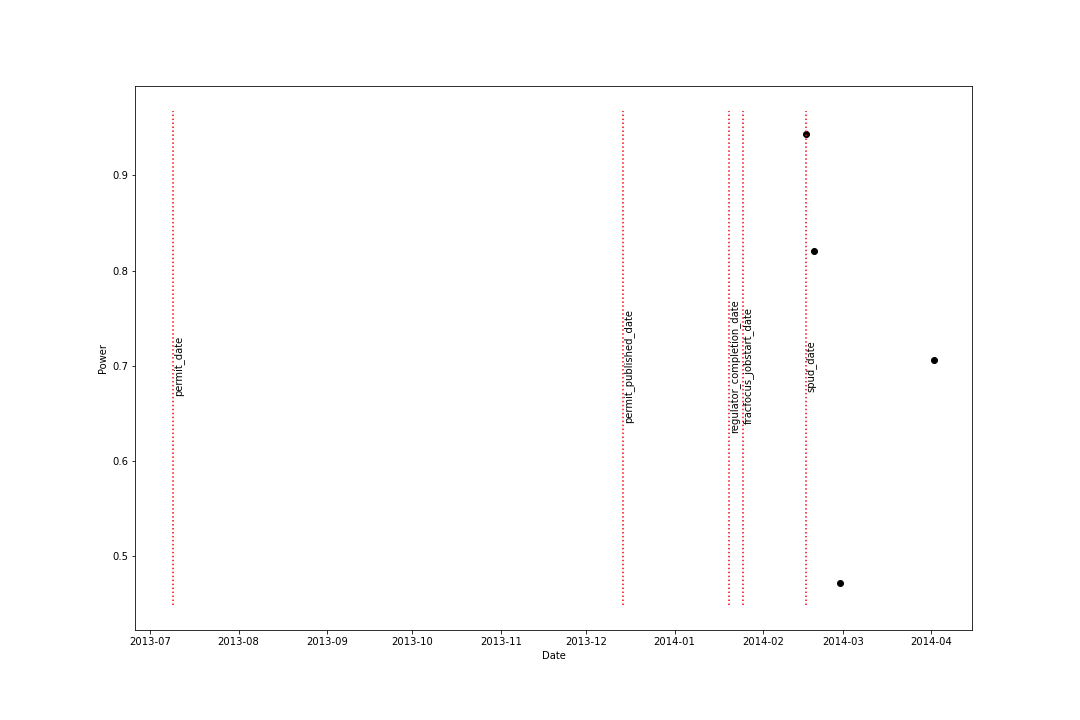 0.9
0.8
0.7
0.6
0.5
Power
permit_date
permit_published_date
regulator_completion_date
fracfocus_jobstart_date
spud_date
2013-07
2013-08
2013-09
2013-10
2013-11
2013-12
2014-01
2014-02
2014-03
2014-04
Date